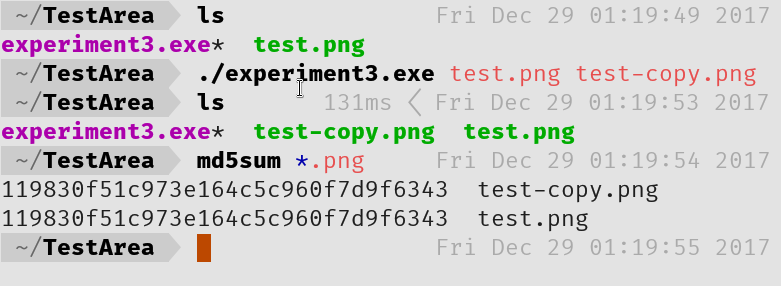 ~/TestArea ls Fri Dec 29 01:19:49 2017
experiment3.exe* test.png
~/TestArea ./experiment3.exe test.png test-copy.png
~/TestArea ls 131ms Fri Dec 29 01:19:53 2017
experiment3.exe* test-copy.png test.png
~/TestArea md5sum *.png Fri Dec 29 01:19:54 2017
119830f51c973e164c5c960f7d9f6343 test-copy.png
119830f51c973e164c5c960f7d9f6343 test.png
~/TestArea Fri Dec 29 01:19:55 2017